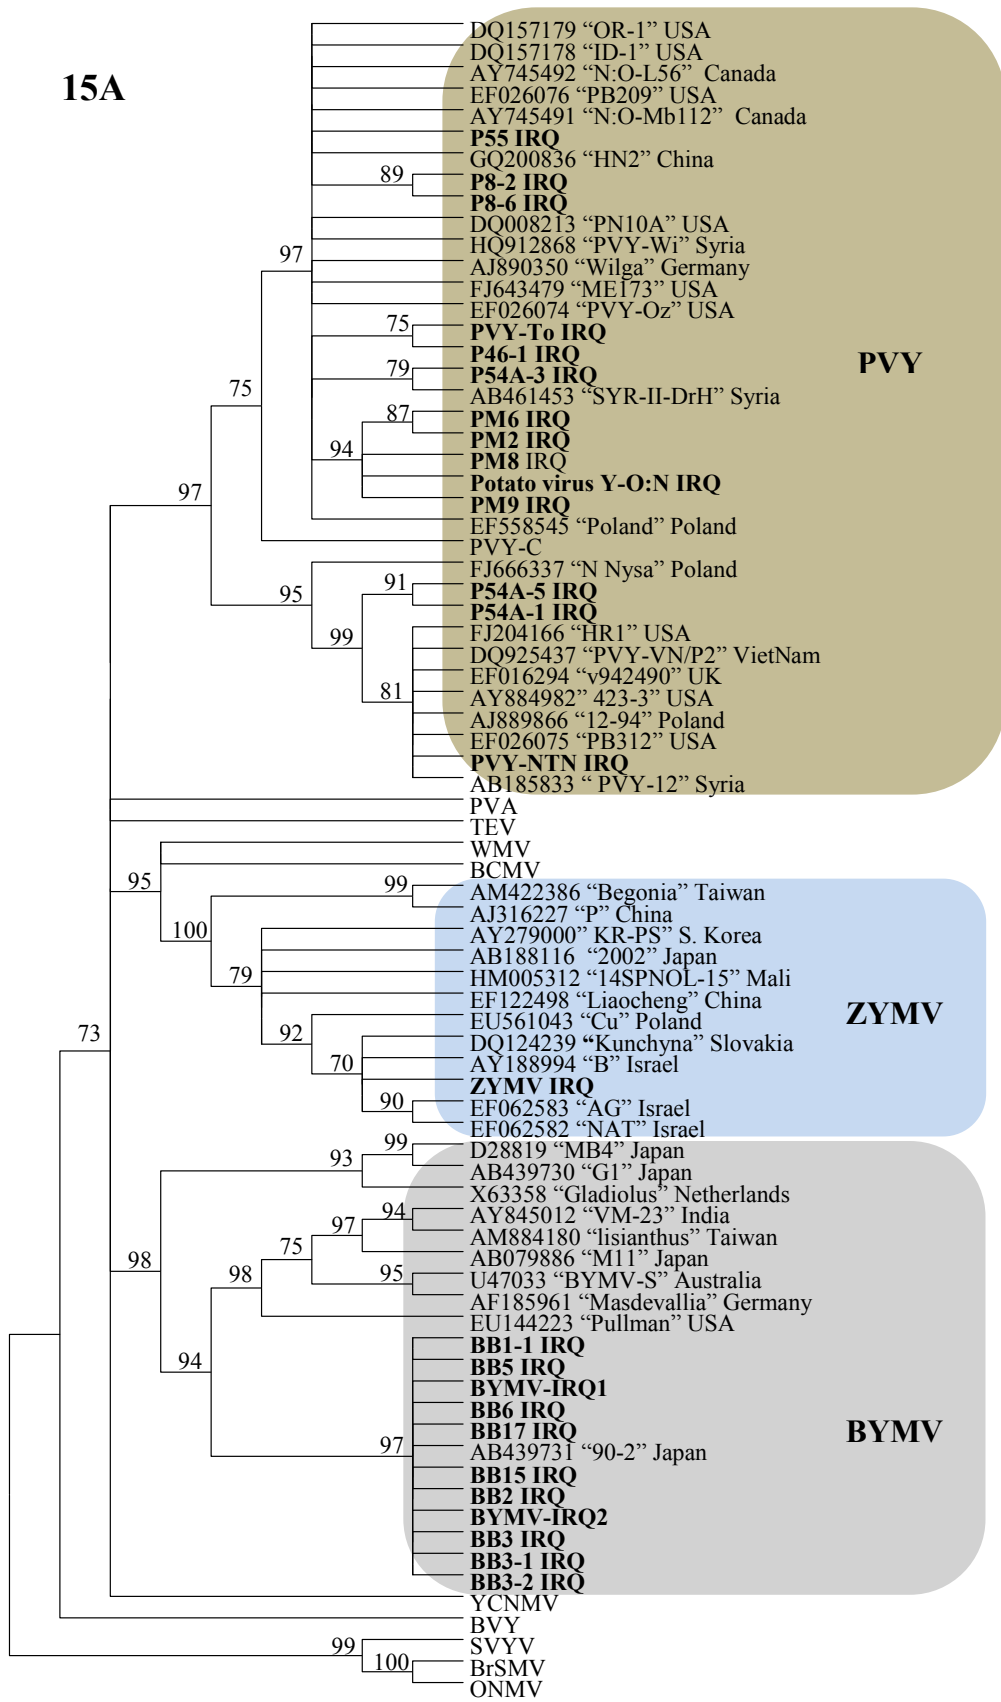 15A
DQ157179 “OR-1” USA
DQ157178 “ID-1” USA
AY745492 “N:O-L56” Canada
EF026076 “PB209” USA
AY745491 “N:O-Mb112” Canada
P55 IRQ
GQ200836 “HN2” China
89
P8-2 IRQ
P8-6 IRQ
DQ008213 “PN10A” USA
HQ912868 “PVY-Wi” Syria
97
AJ890350 “Wilga” Germany
FJ643479 “ME173” USA
EF026074 “PVY-Oz” USA
75
PVY-To IRQ
P46-1 IRQ
PVY
79
P54A-3 IRQ
75
AB461453 “SYR-II-DrH” Syria
87
PM6 IRQ
PM2 IRQ
94
PM8 IRQ
Potato virus Y-O:N IRQ
97
PM9 IRQ
EF558545 “Poland” Poland
PVY-C
FJ666337 “N Nysa” Poland
95
91
P54A-5 IRQ
P54A-1 IRQ
99
FJ204166 “HR1” USA
DQ925437 “PVY-VN/P2” VietNam
EF016294 “v942490” UK
81
AY884982” 423-3” USA
AJ889866 “12-94” Poland
EF026075 “PB312” USA
PVY-NTN IRQ
AB185833 “ PVY-12” Syria
PVA
TEV
WMV
BCMV
95
99
AM422386 “Begonia” Taiwan
AJ316227 “P” China
100
AY279000” KR-PS” S. Korea
AB188116 “2002” Japan
79
HM005312 “14SPNOL-15” Mali
EF122498 “Liaocheng” China
ZYMV
EU561043 “Cu” Poland
73
92
DQ124239 “Kunchyna” Slovakia
70
AY188994 “B” Israel
ZYMV IRQ
90
EF062583 “AG” Israel
EF062582 “NAT” Israel
99
D28819 “MB4” Japan
93
AB439730 “G1” Japan
X63358 “Gladiolus” Netherlands
94
AY845012 “VM-23” India
97
AM884180 “lisianthus” Taiwan
75
AB079886 “M11” Japan
98
98
95
U47033 “BYMV-S” Australia
AF185961 “Masdevallia” Germany
EU144223 “Pullman” USA
BB1-1 IRQ
94
BB5 IRQ
BYMV-IRQ1
BB6 IRQ
BB17 IRQ
BYMV
97
AB439731 “90-2” Japan
BB15 IRQ
BB2 IRQ
BYMV-IRQ2
BB3 IRQ
BB3-1 IRQ
BB3-2 IRQ
YCNMV
BVY
99
SVYV
100
BrSMV
ONMV